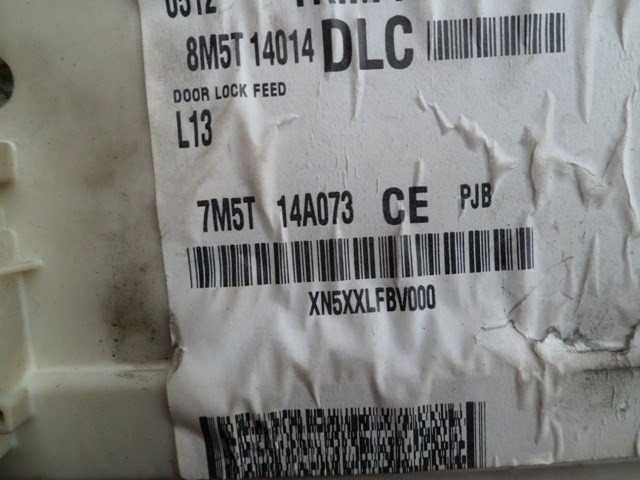 8M5T 14014 DLC
DOOR LOCK FEED
L13
7M5T 14A073 CE PJB
XN5XXLFBV000